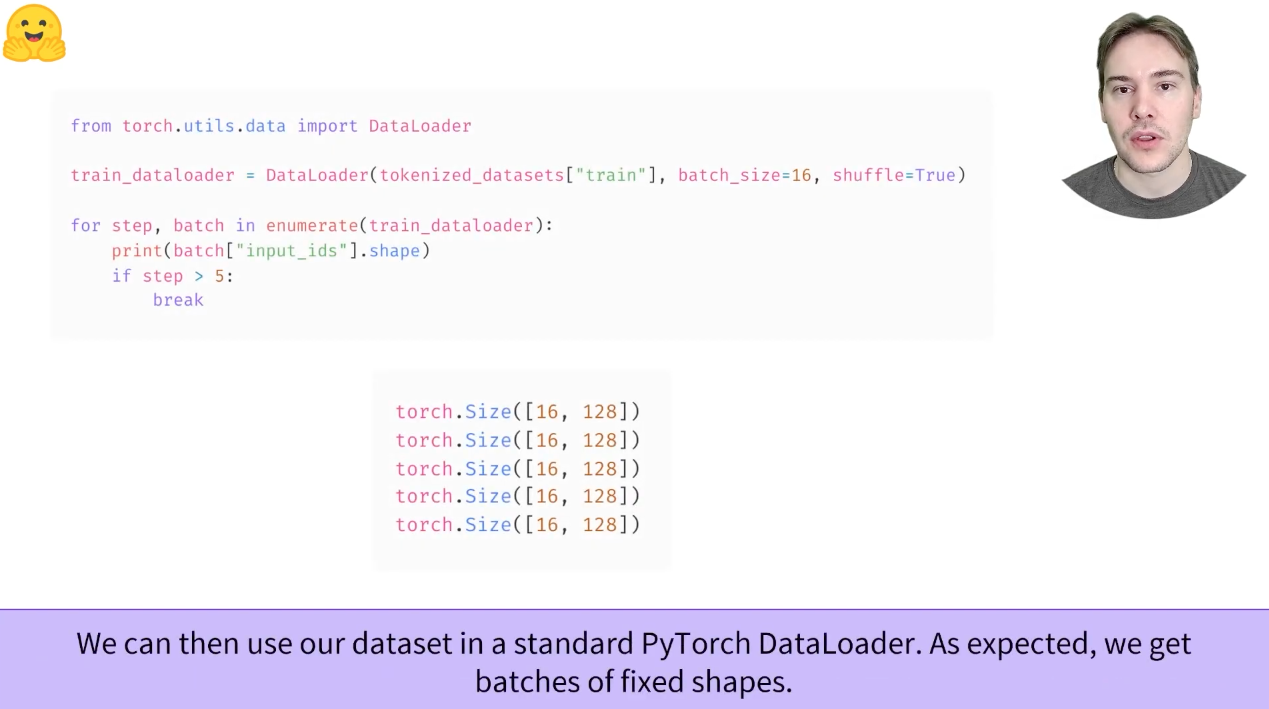 from torch.utils.data import DataLoader
train_dataloader = DataLoader(tokenized_datasets["train"], batch_size=16, shuffle=True)
for step, batch in enumerate(train_dataloader):
    print(batch["input_ids"].shape)
    if step > 5:
        break
torch.Size([16, 128])
torch.Size([16, 128])
torch.Size([16, 128])
torch.Size([16, 128])
torch.Size([16, 128])
We can then use our dataset in a standard PyTorch DataLoader. As expected, we get
batches of fixed shapes.